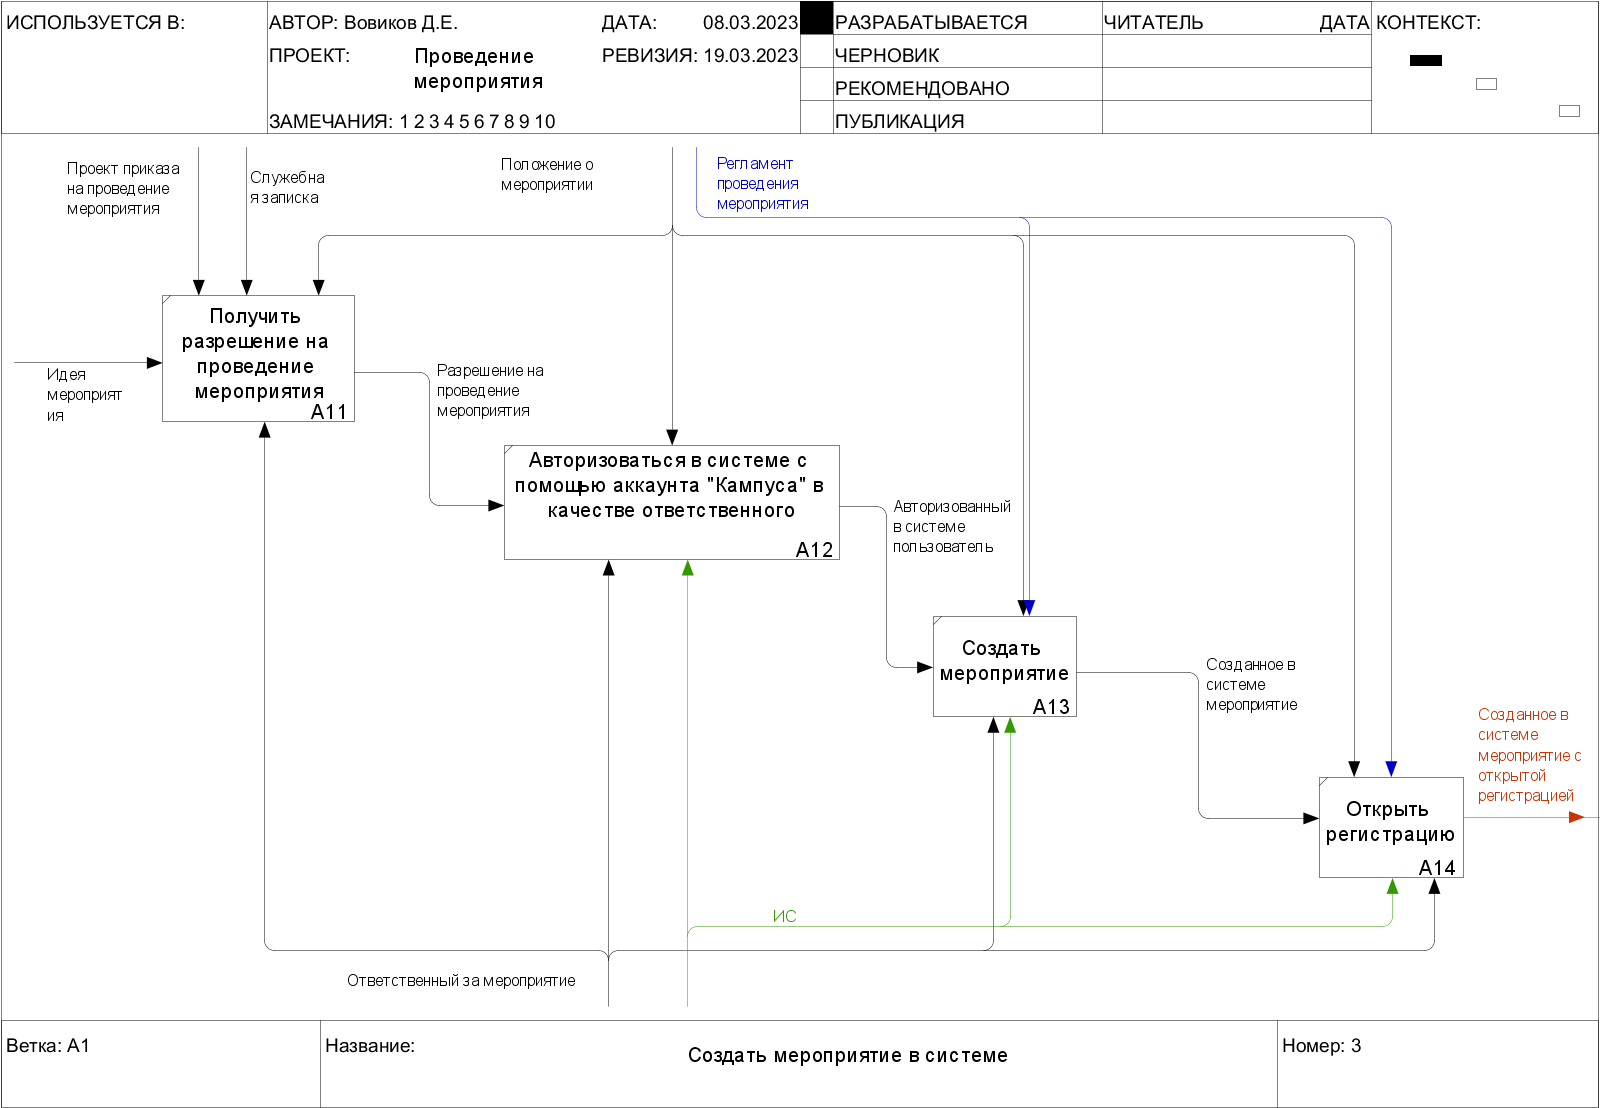 ИСПОЛЬЗУЕТСЯ В:
АВТОР: Вовиков Д.Е.
ДАТА: 08.03.2023
РАЗРАБАТЫВАЕТСЯ
ЧИТАТЕЛЬ
ДАТА
КОНТЕКСТ:
ПРОЕКТ:
Проведение
мероприятия
РЕВИЗИЯ: 19.03.2023
ЧЕРНОВИК
РЕКОМЕНДОВАНО
ЗАМЕЧАНИЯ: 1 2 3 4 5 6 7 8 9 10
ПУБЛИКАЦИЯ
Проект приказа
на проведение
мероприятия
Служебна
я записка
Положение о
мероприятии
Регламент
проведения
мероприятия
Получить
разрешение на
проведение
мероприятия
A11
Идея
мероприят
ия
Разрешение на
проведение
мероприятия
Авторизоваться в системе с
помощью аккаунта "Кампуса" в
качестве ответственного
A12
Авторизованный
в системе
пользователь
Создать
мероприятие
A13
Созданное в
системе
мероприятие
Созданное в
системе
мероприятие с
открытой
регистрацией
Открыть
регистрацию
A14
ИС
Ответственный за мероприятие
Ветка: A1
Название:
Создать мероприятие в системе
Номер: 3